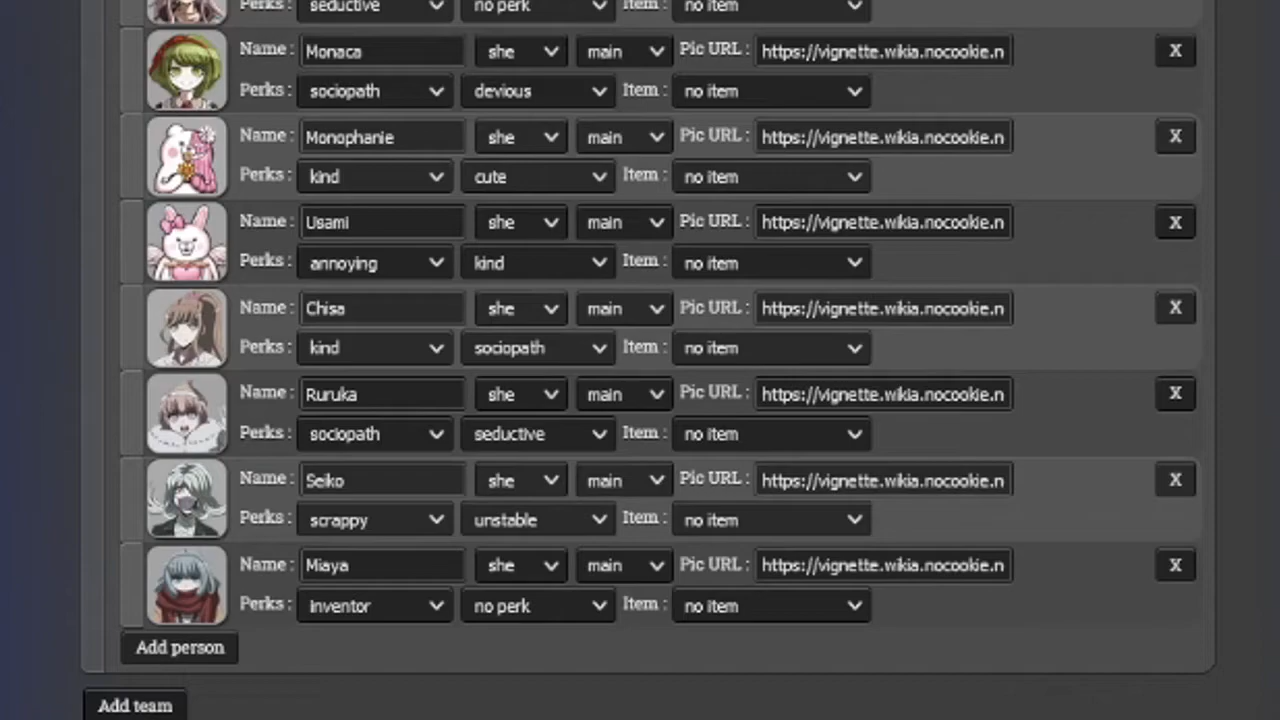 Perks : seductive no perk Item : no item
Name : Monaca she main Pic URL : https://vignette.wikia.nocookie.n X
Perks : sociopath devious Item : no item
Name : Monophanie she main Pic URL : https://vignette.wikia.nocookie.n X
Perks : kind cute Item : no item
Name : Usami she main Pic URL : https://vignette.wikia.nocookie.n X
Perks : annoying kind Item : no item
Name : Chisa she main Pic URL : https://vignette.wikia.nocookie.n X
Perks : kind sociopath Item : no item
Name : Ruruka she main Pic URL : https://vignette.wikia.nocookie.n X
Perks : sociopath seductive Item : no item
Name : Seiko she main Pic URL : https://vignette.wikia.nocookie.n X
Perks : scrappy unstable Item : no item
Name : Miaya she main Pic URL : https://vignette.wikia.nocookie.n X
Perks : inventor no perk Item : no item
Add person
Add team